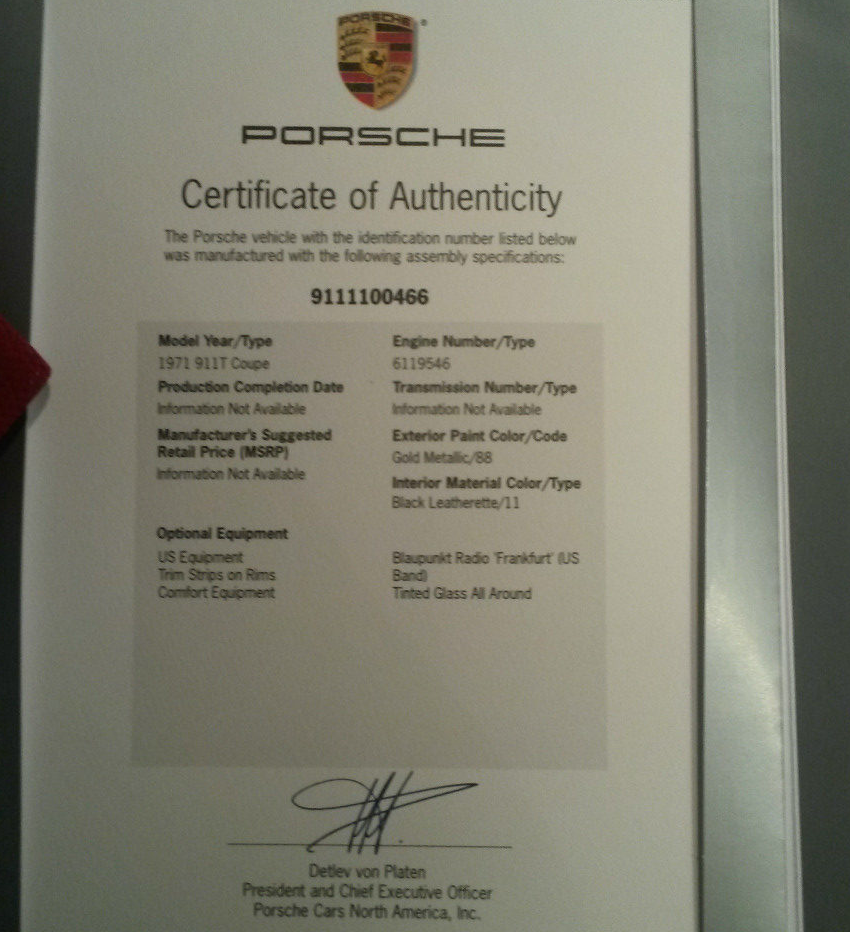 PORSCHE
PORSCHE
Certificate of Authenticity
The Porsche vehicle with the identification number listed below
was manufactured with the following assembly specifications:
9111100466
Model Year/Type
1971 911T Coupe
Production Completion Date
Information Not Available
Manufacturer's Suggested
Retail Price (MSRP)
Information Not Available
Engine Number/Type
6119546
Transmission Number/Type
Information Not Available
Exterior Paint Color/Code
Gold Metallic/88
Interior Material Color/Type
Black Leatherette/11
Optional Equipment
US Equipment
Trim Strips on Rims
Comfort Equipment
Blaupunkt Radio 'Frankfurt' (US
Band)
Tinted Glass All Around
Detlev von Platen
President and Chief Executive Officer
Porsche Cars North America, Inc.